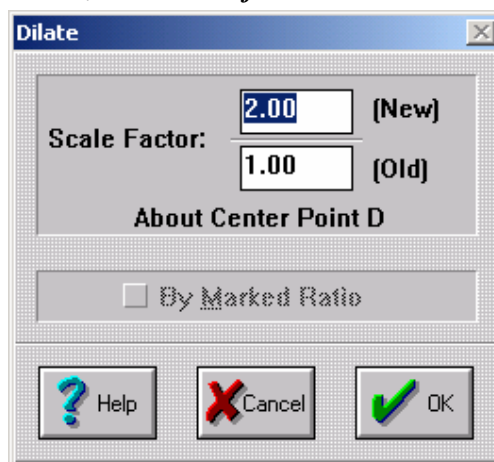 Dilate
2.00 (New)
Scale Factor:
1.00 (Old)
About Center Point D
By Marked Ratio
Help Cancel OK